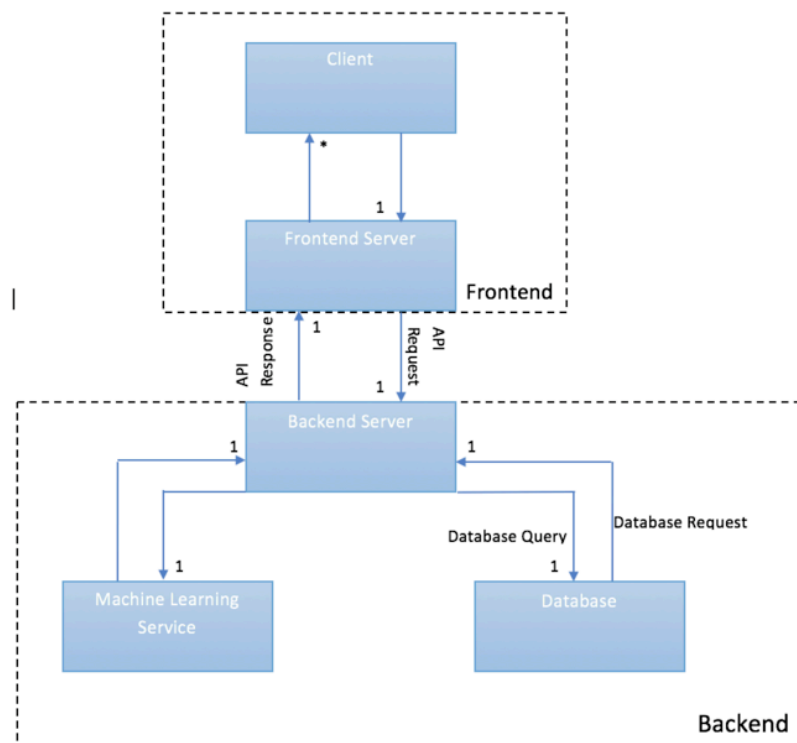 Client
*
1
Frontend Server
Frontend
API
Response
1
API
Request
1
Backend Server
1
1
Database Query
Database Request
1
1
Machine Learning
Service
Database
Backend